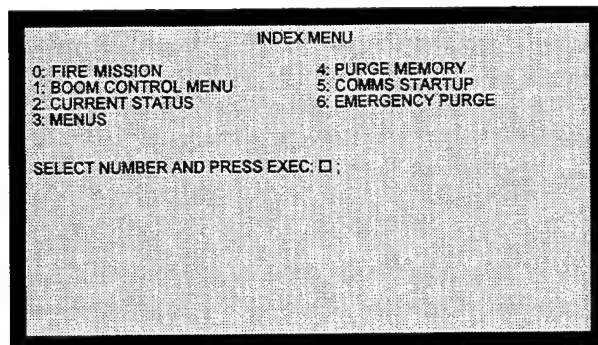 INDEX MENU
0: FIRE MISSION
1: BOOM CONTROL MENU
2: CURRENT STATUS
3: MENUS
4: PURGE MEMORY
5: COMMS STARTUP
6: EMERGENCY PURGE
SELECT NUMBER AND PRESS EXEC: □ ;